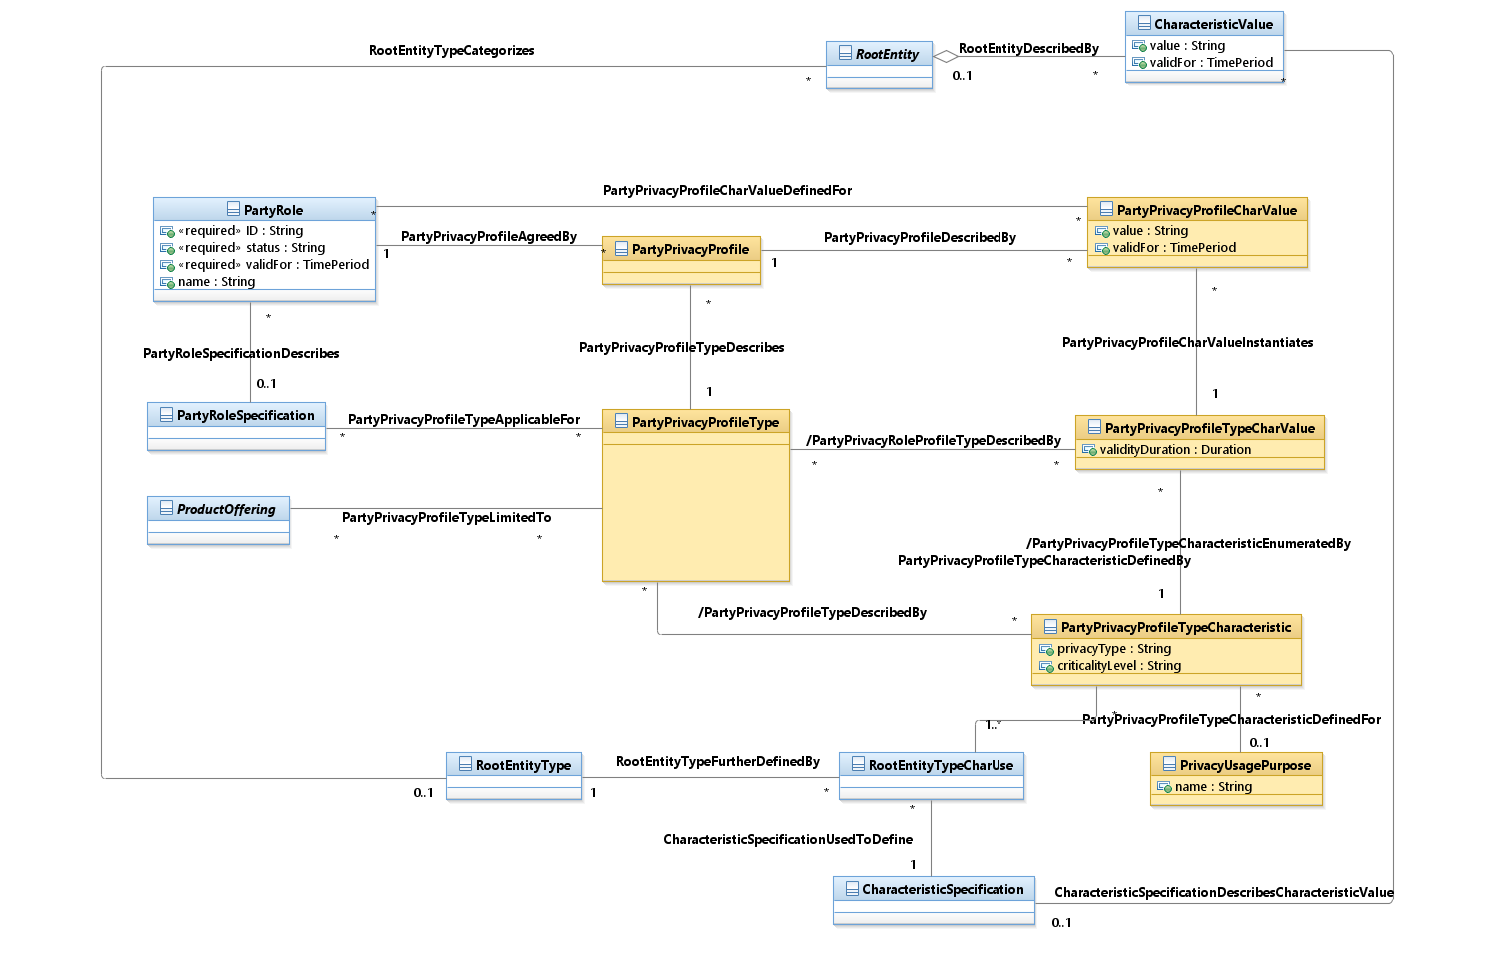 CharacteristicValue
value : String
validFor : TimePeriod
RootEntityTypeCategorizes
RootEntity
RootEntityDescribedBy
*
0..1
*
*
PartyPrivacyProfileCharValueDefinedFor
PartyRole
*
«required» ID : String
«required» status : String
«required» validFor : TimePeriod
name : String
PartyPrivacyProfileCharValue
value : String
validFor : TimePeriod
*
PartyPrivacyProfileAgreedBy
1
*
PartyPrivacyProfile
PartyPrivacyProfileDescribedBy
1
*
*
*
*
PartyRoleSpecificationDescribes
PartyPrivacyProfileTypeDescribes
PartyPrivacyProfileCharValueInstantiates
0..1
1
1
PartyRoleSpecification
PartyPrivacyProfileTypeApplicableFor
*
*
PartyPrivacyProfileType
/PartyPrivacyRoleProfileTypeDescribedBy
*
*
PartyPrivacyProfileTypeCharValue
validityDuration : Duration
ProductOffering
PartyPrivacyProfileTypeLimitedTo
*
*
*
/PartyPrivacyProfileTypeCharacteristicEnumeratedBy
PartyPrivacyProfileTypeCharacteristicDefinedBy
1
*
/PartyPrivacyProfileTypeDescribedBy
*
PartyPrivacyProfileTypeCharacteristic
privacyType : String
criticalityLevel : String
*
*
1..*
PartyPrivacyProfileTypeCharacteristicDefinedFor
0..1
RootEntityType
RootEntityTypeFurtherDefinedBy
RootEntityTypeCharUse
PrivacyUsagePurpose
name : String
0..1
1
*
*
CharacteristicSpecificationUsedToDefine
1
CharacteristicSpecification
CharacteristicSpecificationDescribesCharacteristicValue
0..1